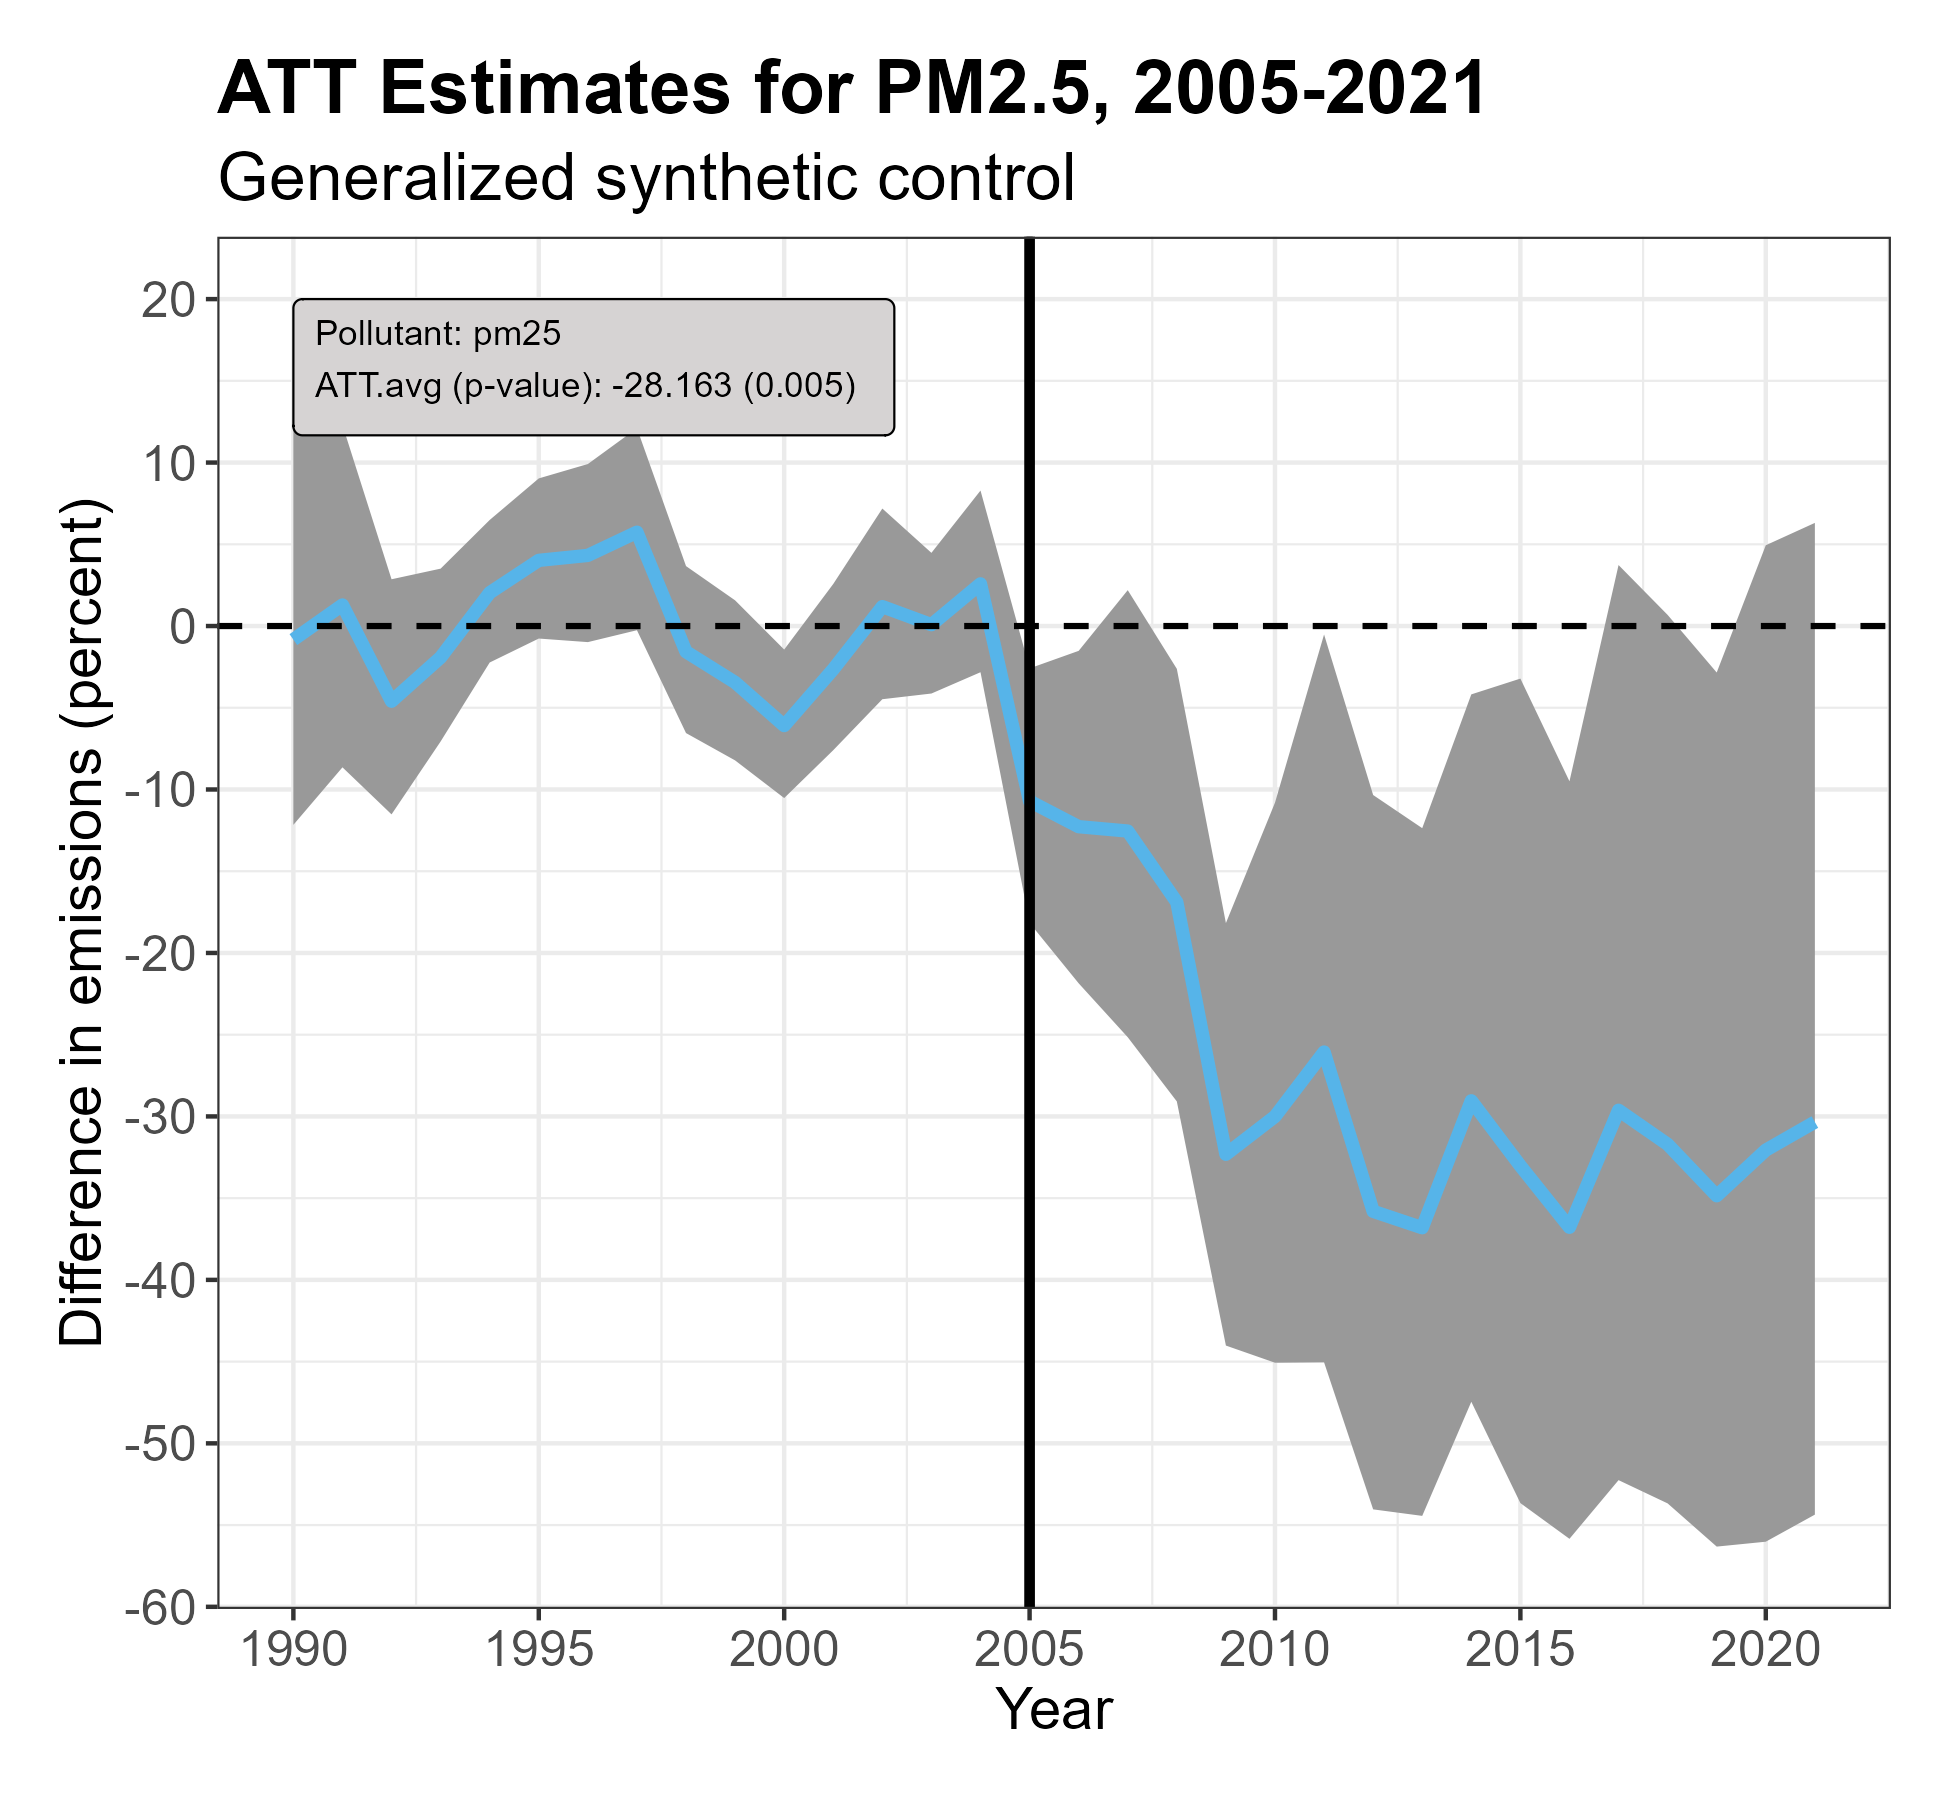 ATT Estimates for PM2.5, 2005-2021
Generalized synthetic control
Difference in emissions (percent)
20
10
0
-10
-20
-30
-40
-50
-60
Pollutant: pm25
ATT.avg (p-value): -28.163 (0.005)
1990 1995 2000 2005 2010 2015 2020
Year